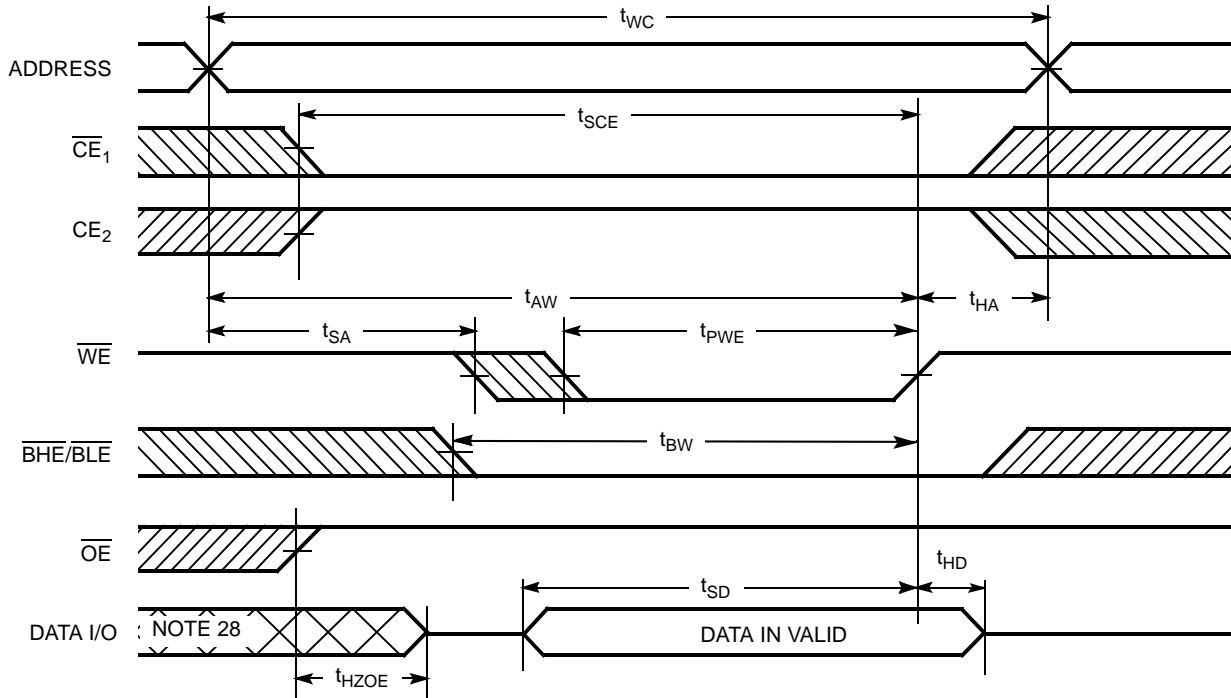 tWC
ADDRESS
tSCE
CE1
CE2
tAW
tHA
tSA
tPWE
WE
BHE/BLE
tBW
OE
tHD
tSD
DATA I/O
NOTE 28
DATA IN VALID
tHZOE